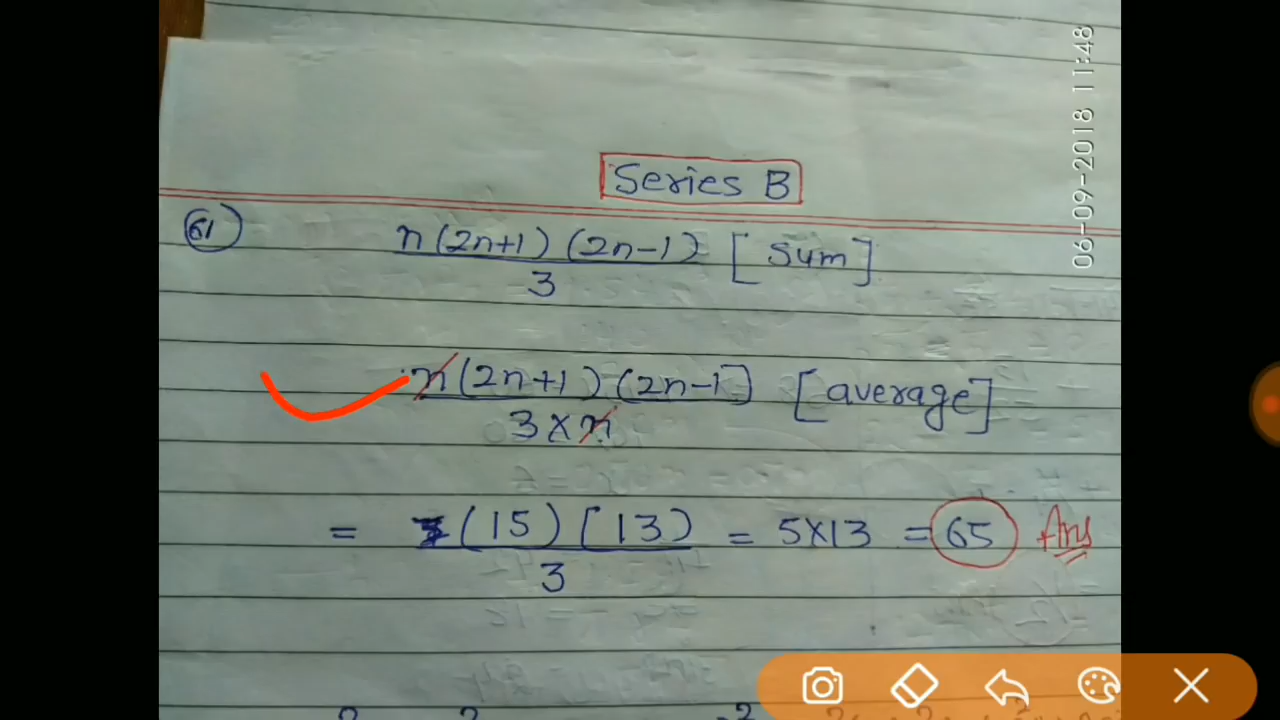 06-09-2018 11:48
Series B
61) n(2n+1)(2n-1)/3 [Sum]
n(2n+1)(2n-1]/3×n [average]
= (15)[13)/3 = 5×13 = 65 Ans